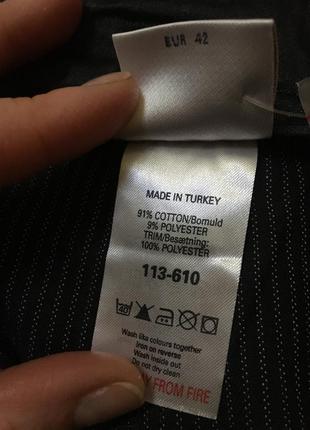 EUR 42
MADE IN TURKEY
91% COTTON/Bomuld
9% POLYESTER
TRIM/Besætning:
100% POLYESTER
113-610
40°
Wash like colours together
iron on reverse
Wash inside out
Do not dry clean
FROM FIRE